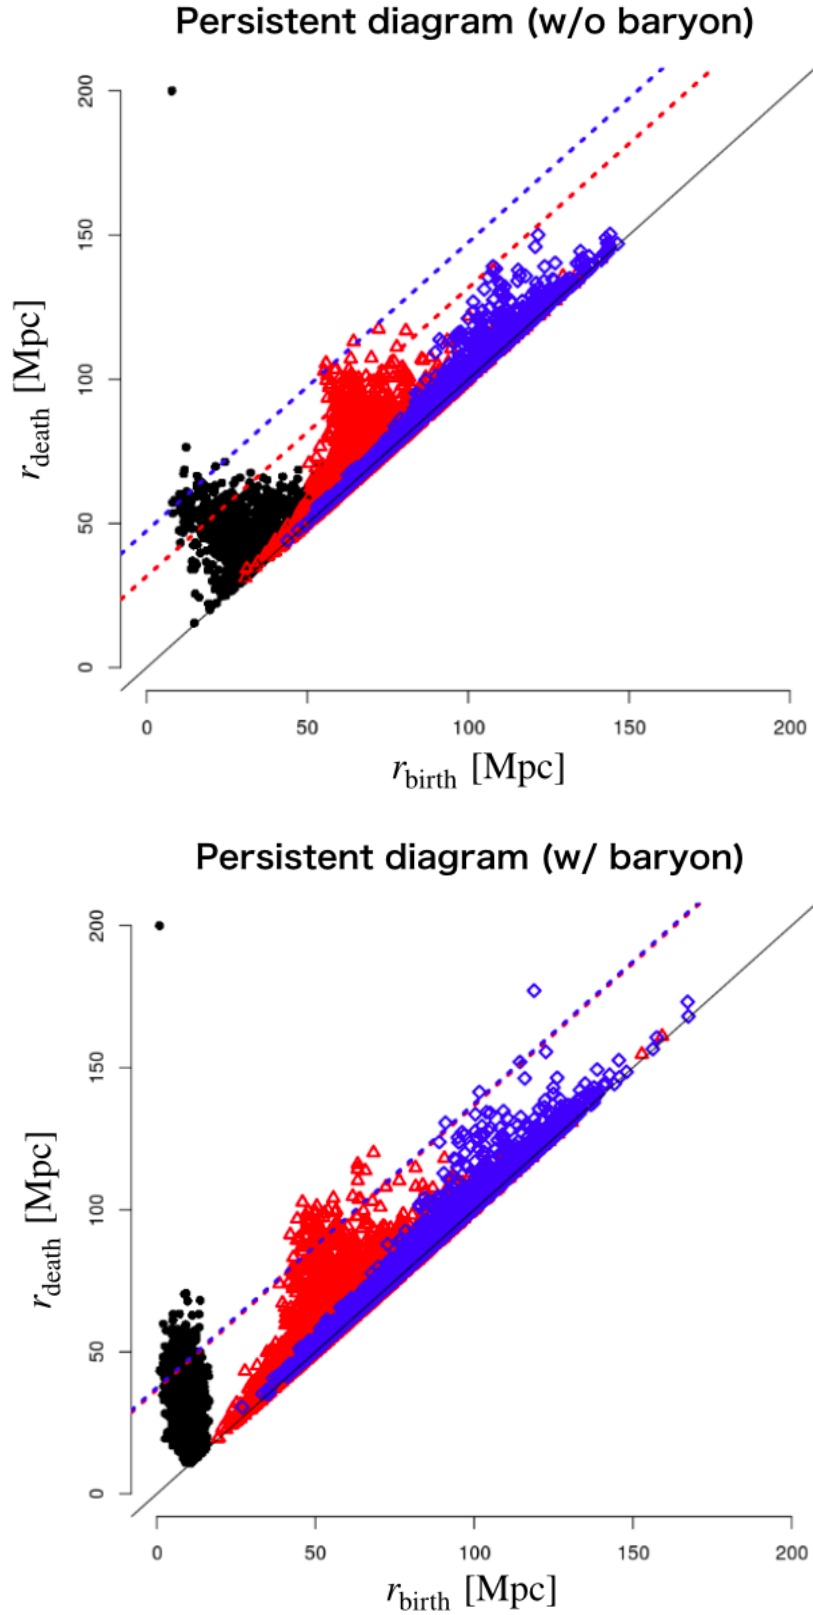 Persistent diagram (w/o baryon)
200
150
100
50
0
r_death [Mpc]
0 50 100 150 200
r_birth [Mpc]
Persistent diagram (w/ baryon)
200
150
100
50
0
r_death [Mpc]
0 50 100 150 200
r_birth [Mpc]